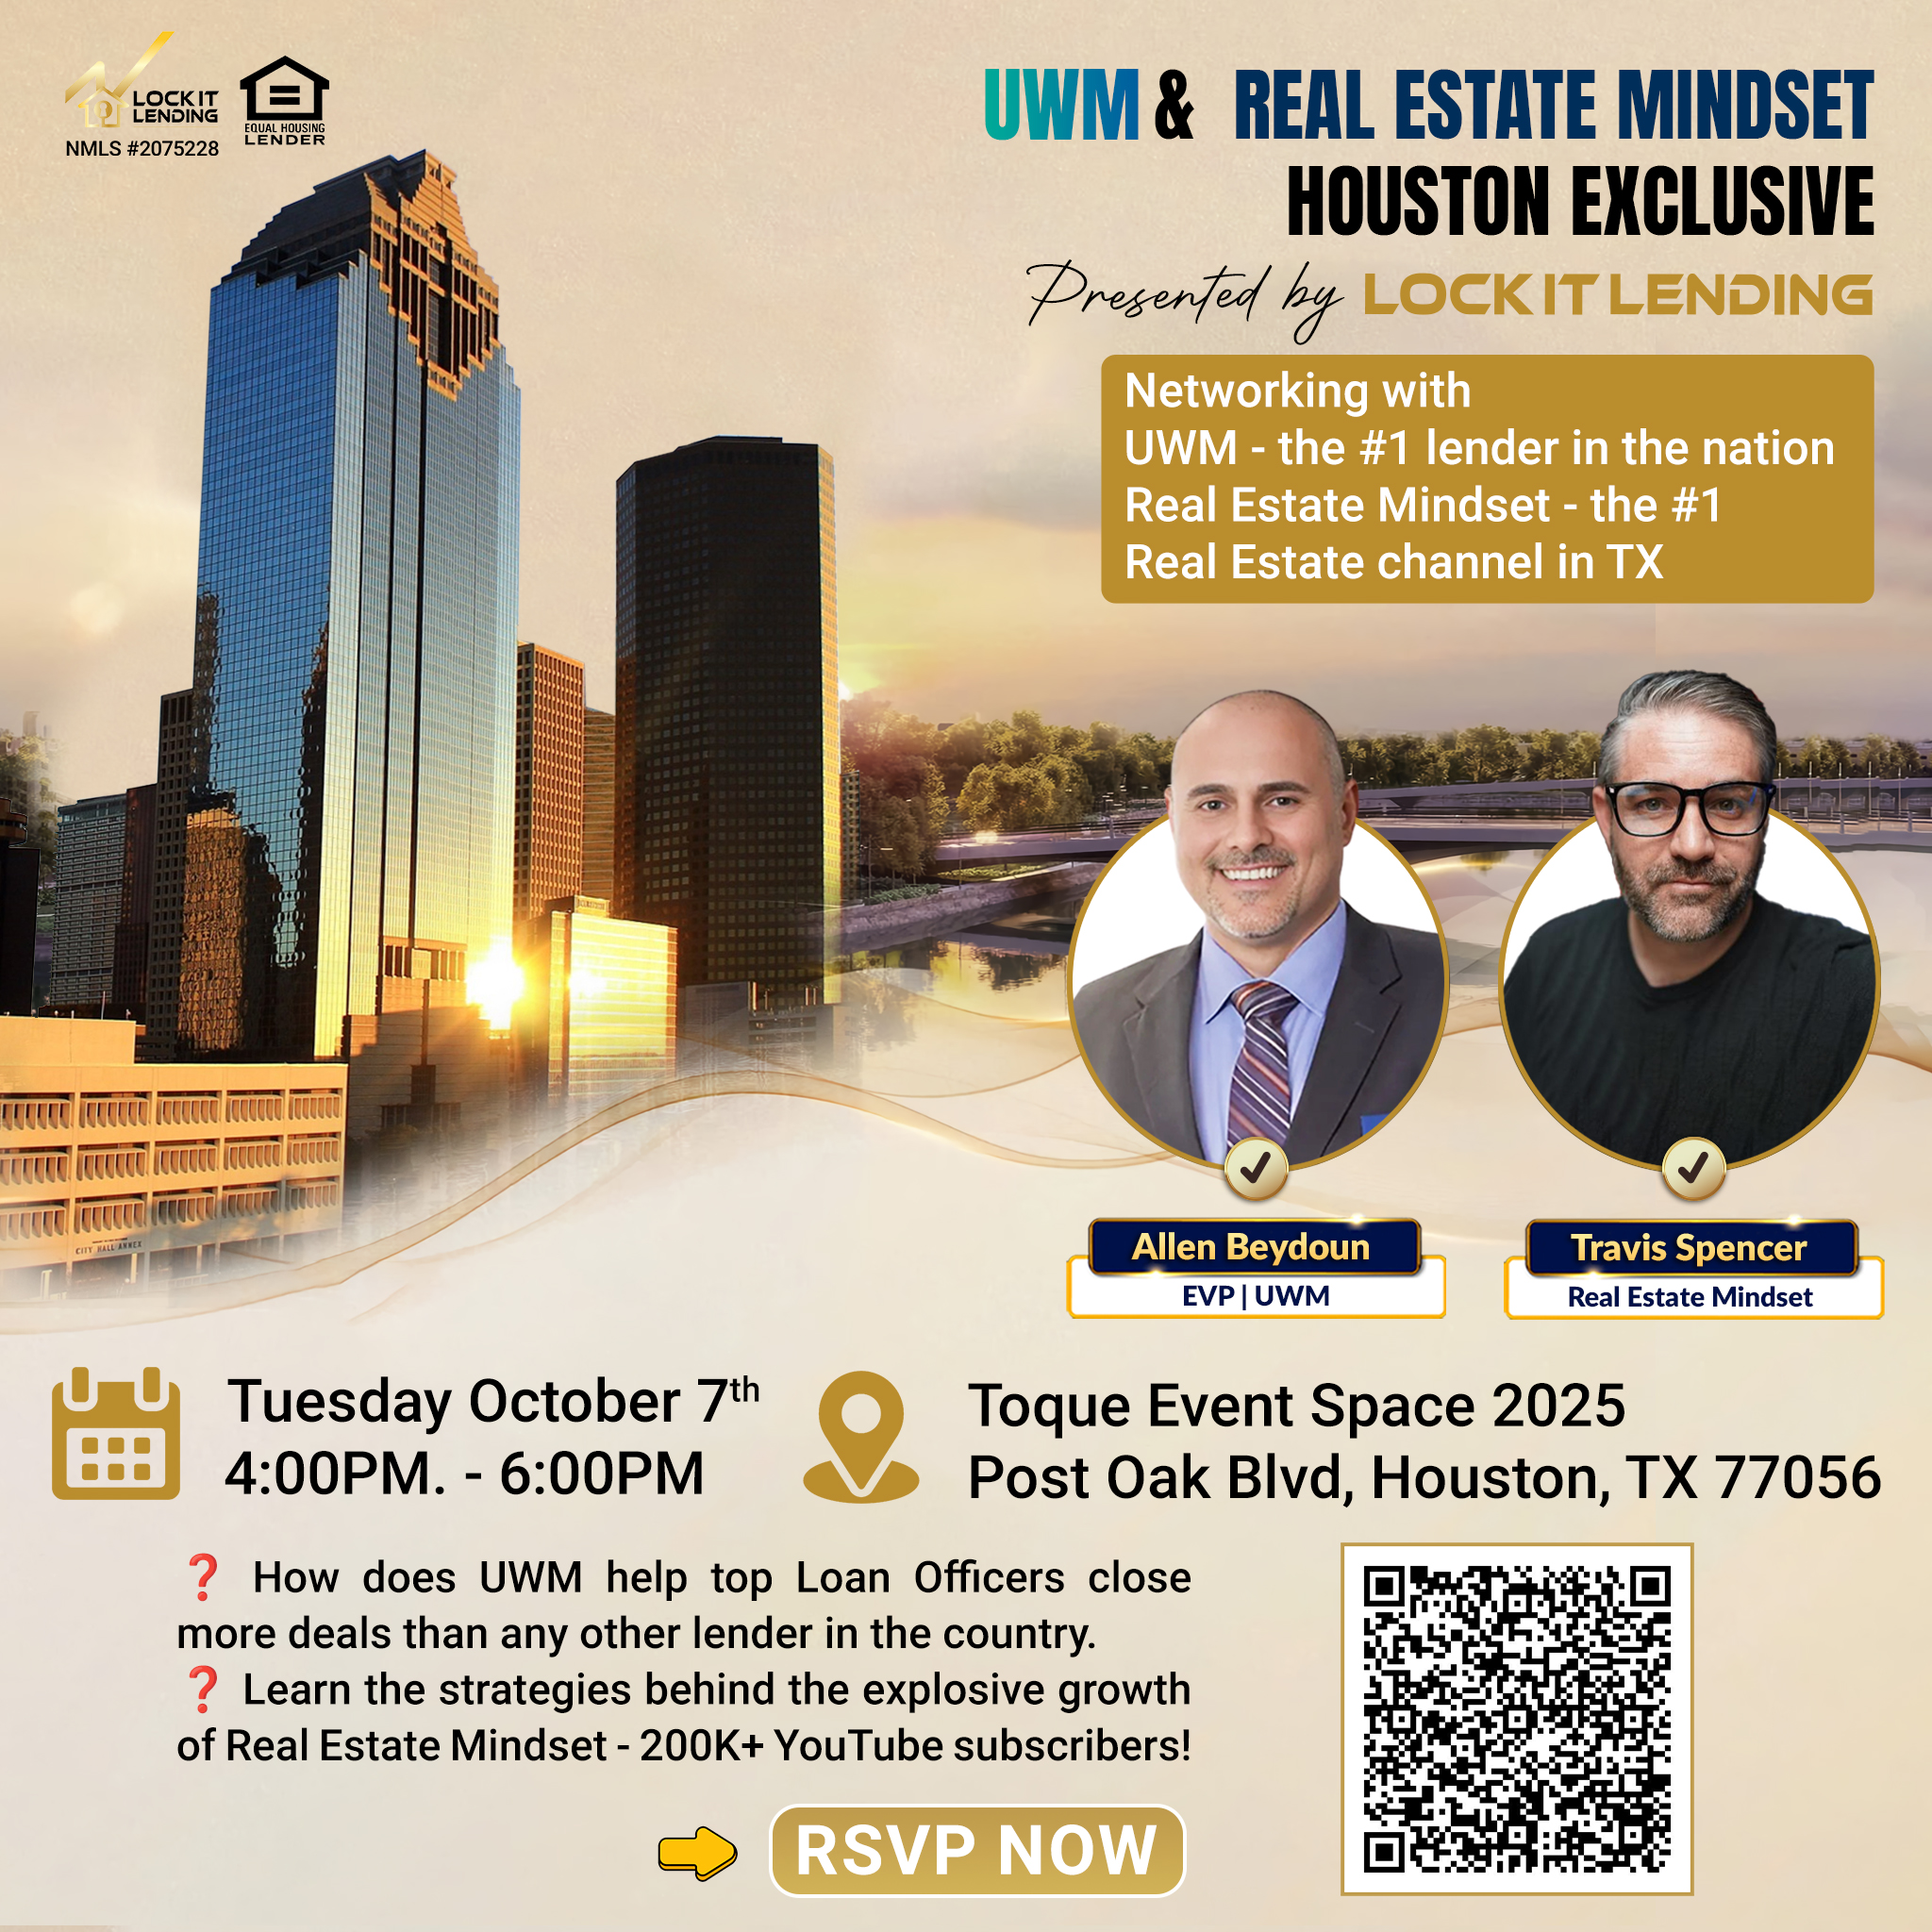 LOCK IT
LENDING
NMLS #2075228
EQUAL HOUSING
LENDER
UWM & REAL ESTATE MINDSET
HOUSTON EXCLUSIVE
Presented by LOCK IT LENDING
Networking with
UWM - the #1 lender in the nation
Real Estate Mindset - the #1
Real Estate channel in TX
CITY HALL ANNEX
Allen Beydoun
EVP | UWM
Travis Spencer
Real Estate Mindset
Tuesday October 7th
4:00PM. - 6:00PM
Toque Event Space 2025
Post Oak Blvd, Houston, TX 77056
❓ How does UWM help top Loan Officers close
more deals than any other lender in the country.
❓ Learn the strategies behind the explosive growth
of Real Estate Mindset - 200K+ YouTube subscribers!
RSVP NOW